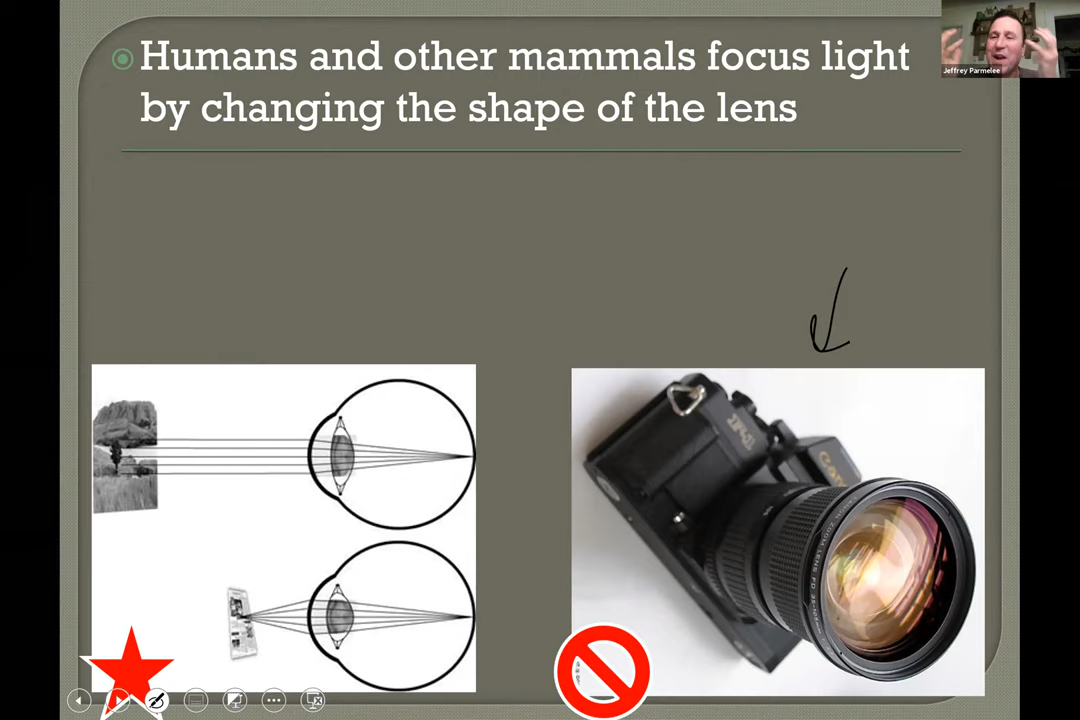 Humans and other mammals focus light
by changing the shape of the lens
Jeffrey Parmelee